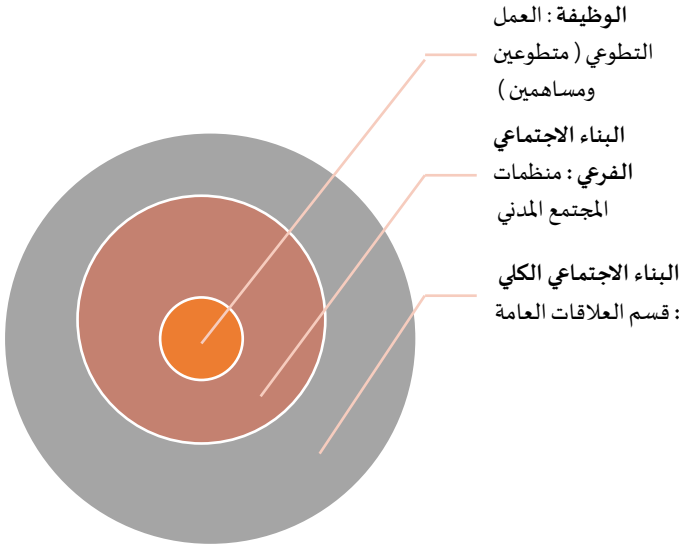 الوظيفة : العمل
التطوعي ( متطوعين
ومساهمين )
البناء الاجتماعي
الفرعي : منظمات
المجتمع المدني
البناء الاجتماعي الكلي
: قسم العلاقات العامة